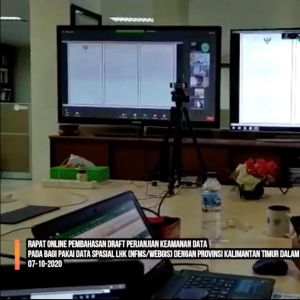 RAPAT ONLINE PEMBAHASAN DRAFT PERJANJIAN KEAMANAN DATA
PADA BAGI PAKAI DATA SPASIAL LHK (NFMS/WEBGIS) DENGAN PROVINSI KALIMANTAN TIMUR DALAM
07-10-2020